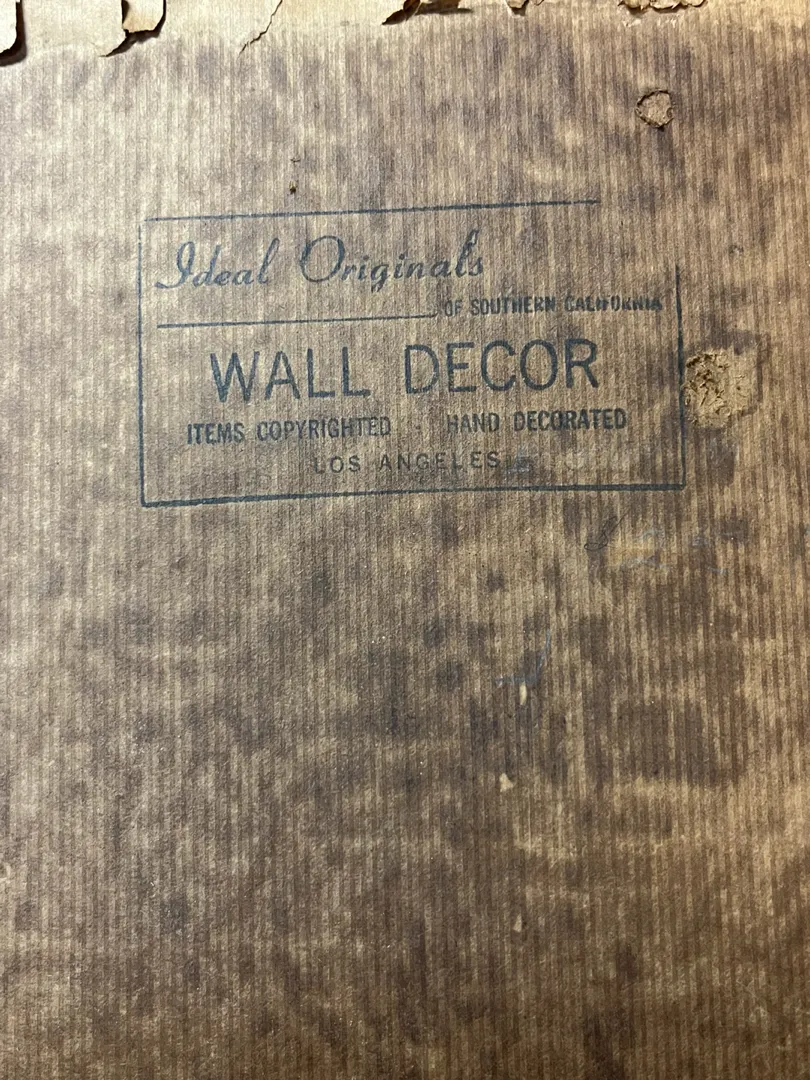 Ideal Originals
OF SOUTHERN CALIFORNIA
WALL DECOR
ITEMS COPYRIGHTED · HAND DECORATED
LOS ANGELES